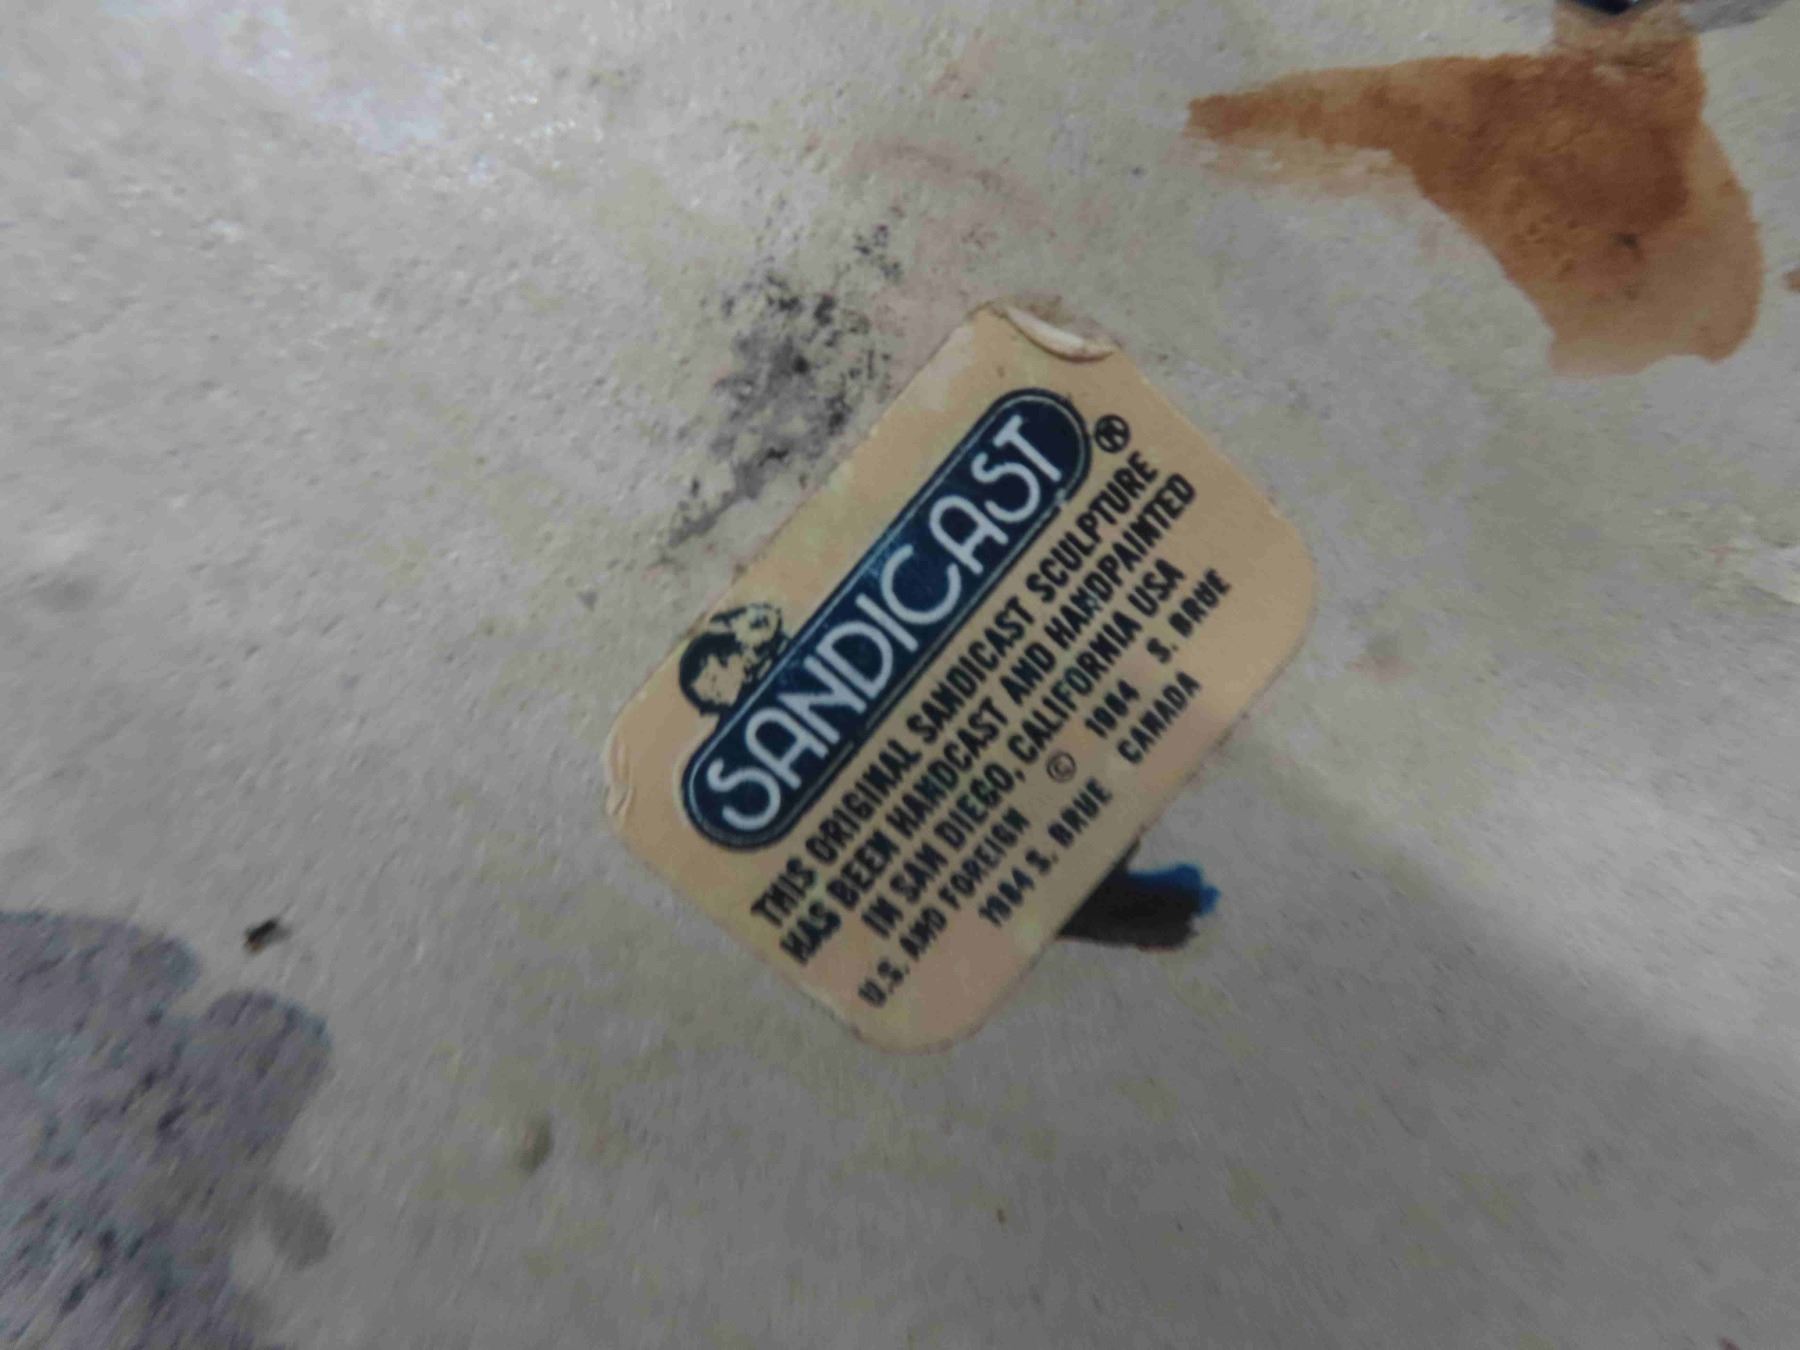 SANDICAST ®
THIS ORIGINAL SANDICAST SCULPTURE
HAS BEEN HANDCAST AND HANDPAINTED
IN SAN DIEGO, CALIFORNIA USA
U.S. AND FOREIGN © 1984 S. BRUE
1984 S. BRUE CANADA